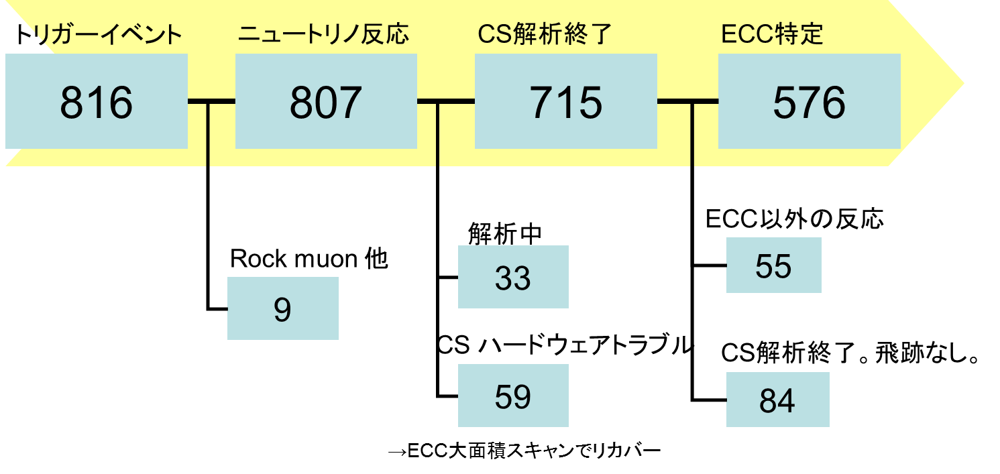 トリガーイベント
816
ニュートリノ反応
807
CS解析終了
715
ECC特定
576
Rock muon 他
9
解析中
33
CS ハードウェアトラブル
59
→ECC大面積スキャンでリカバー
ECC以外の反応
55
CS解析終了。飛跡なし。
84